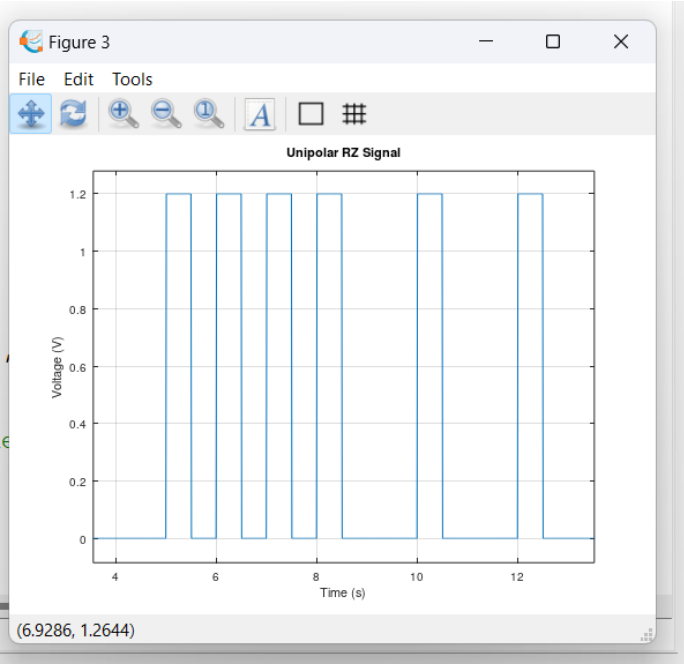 Figure 3
File Edit Tools
A
Unipolar RZ Signal
1.2
1
0.8
0.6
0.4
0.2
0
Voltage (V)
4 6 8 10 12
Time (s)
(6.9286, 1.2644)